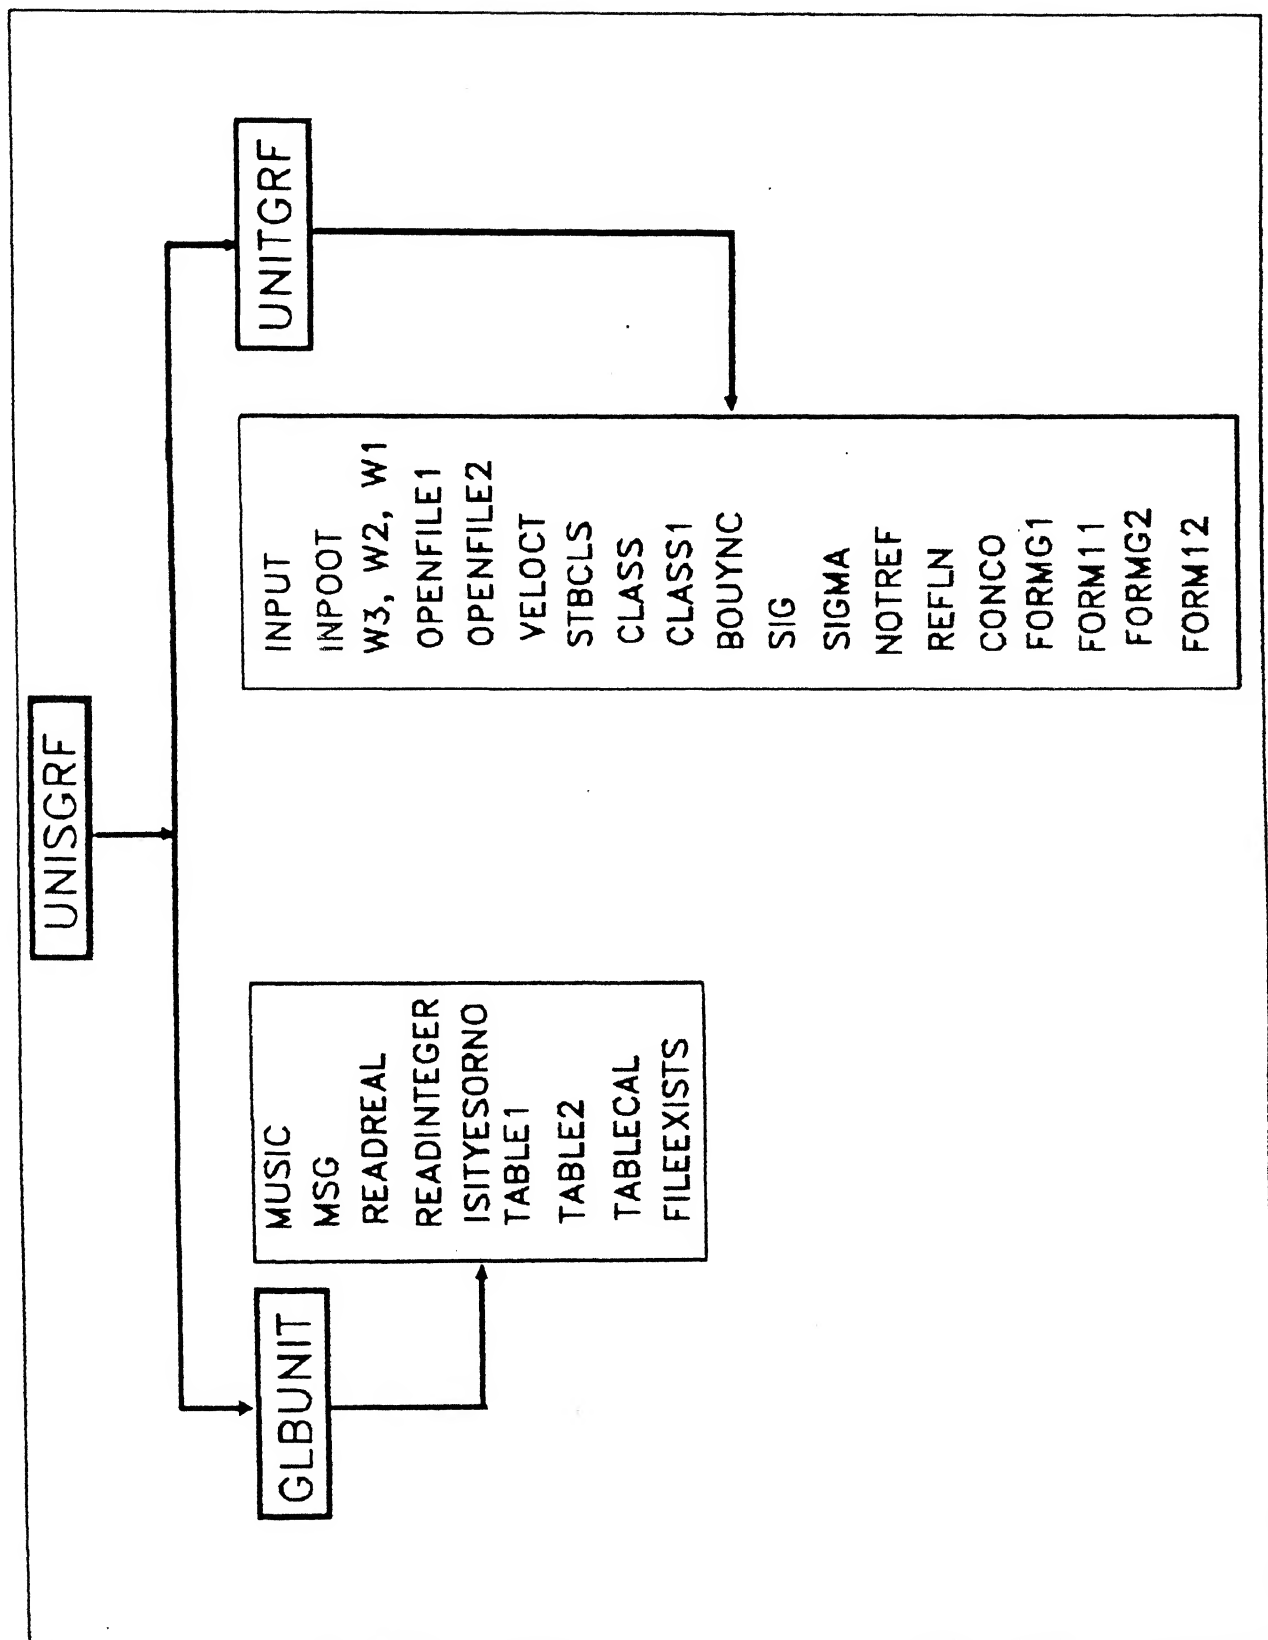 UNISGRF
GLBUNIT
MUSIC
MSG
READREAL
READINTEGER
ISITYESORNO
TABLE1
TABLE2
TABLECAL
FILEEXISTS
UNITGRF
INPUT
INPOOT
W3, W2, W1
OPENFILE1
OPENFILE2
VELOCT
STBCLS
CLASS
CLASS1
BOUYNC
SIG
SIGMA
NOTREF
REFLN
CONCO
FORMG1
FORM11
FORMG2
FORM12